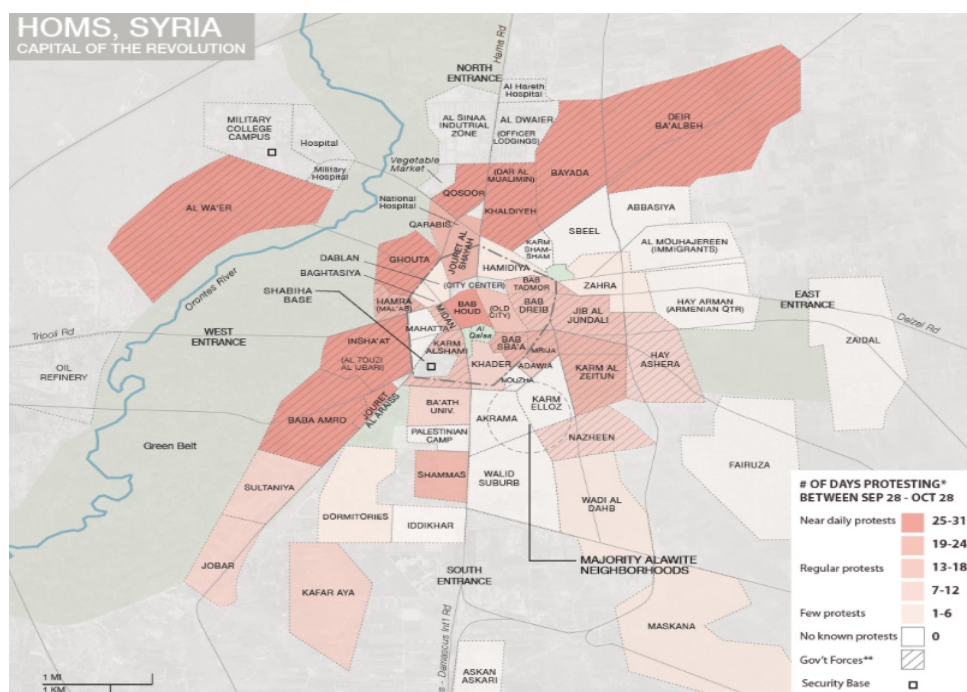 HOMS, SYRIA
CAPITAL OF THE REVOLUTION
Hama Rd
NORTH
ENTRANCE
Al Hareth
Hospital
MILITARY
COLLEGE
CAMPUS
Hospital
Military
Hospital
AL SINAA
INDUTRIAL
ZONE
AL DWAIER
(OFFICER
LODGINGS)
DEIR
BA'ALBEH
Vegetable
Market
(DAR AL
MUALIMIN)
BAYADA
QOSOOR
National
Hospital
AL WA'ER
KHALDIYEH
ABBASIYA
QARABIS
SBEEL
JOURET AL
SHAYAH
KARM
SHAM-
SHAM
AL MOUHAJEREEN
(IMMIGRANTS)
DABLAN
GHOUTA
HAMIDIYA
BAGHTASIYA
(CITY CENTER)
BAB
TADMOR
ZAHRA
SHABIHA
BASE
HAMRA
(MAL'AB)
MIDAN
BAB
HOUD
(OLD
CITY)
BAB
DREIB
JIB AL
JUNDALI
HAY ARMAN
(ARMENIAN QTR)
EAST
ENTRANCE
Orontes River
Deizel Rd
Tripoli Rd
WEST
ENTRANCE
MAHATTA
Al
Qalaa
INSHA'AT
(AL TOUZI
AL IJBARI)
KARM
ALSHAMI
BAB
SBA'A
MRIJA
ZAIDAL
OIL
REFINERY
KHADER
ADAWIA
KARM AL
ZEITUN
HAY
ASHERA
MOUZHA
JOURET
AL ARAISS
BA'ATH
UNIV.
KARM
ELLOZ
BABA AMRO
AKRAMA
PALESTINIAN
CAMP
NAZHEEN
Green Belt
FAIRUZA
SHAMMAS
WALID
SUBURB
SULTANIYA
WADI AL
DAHB
DORMITORIES
IDDIKHAR
MAJORITY ALAWITE
NEIGHBORHOODS
JOBAR
SOUTH
ENTRANCE
KAFAR AYA
MASKANA
- Damascus Int'l Rd
ASKAN
ASKARI
1 MI
1 KM
# OF DAYS PROTESTING*
BETWEEN SEP 28 - OCT 28
Near daily protests 25-31
19-24
Regular protests 13-18
7-12
Few protests 1-6
No known protests 0
Gov't Forces**
Security Base